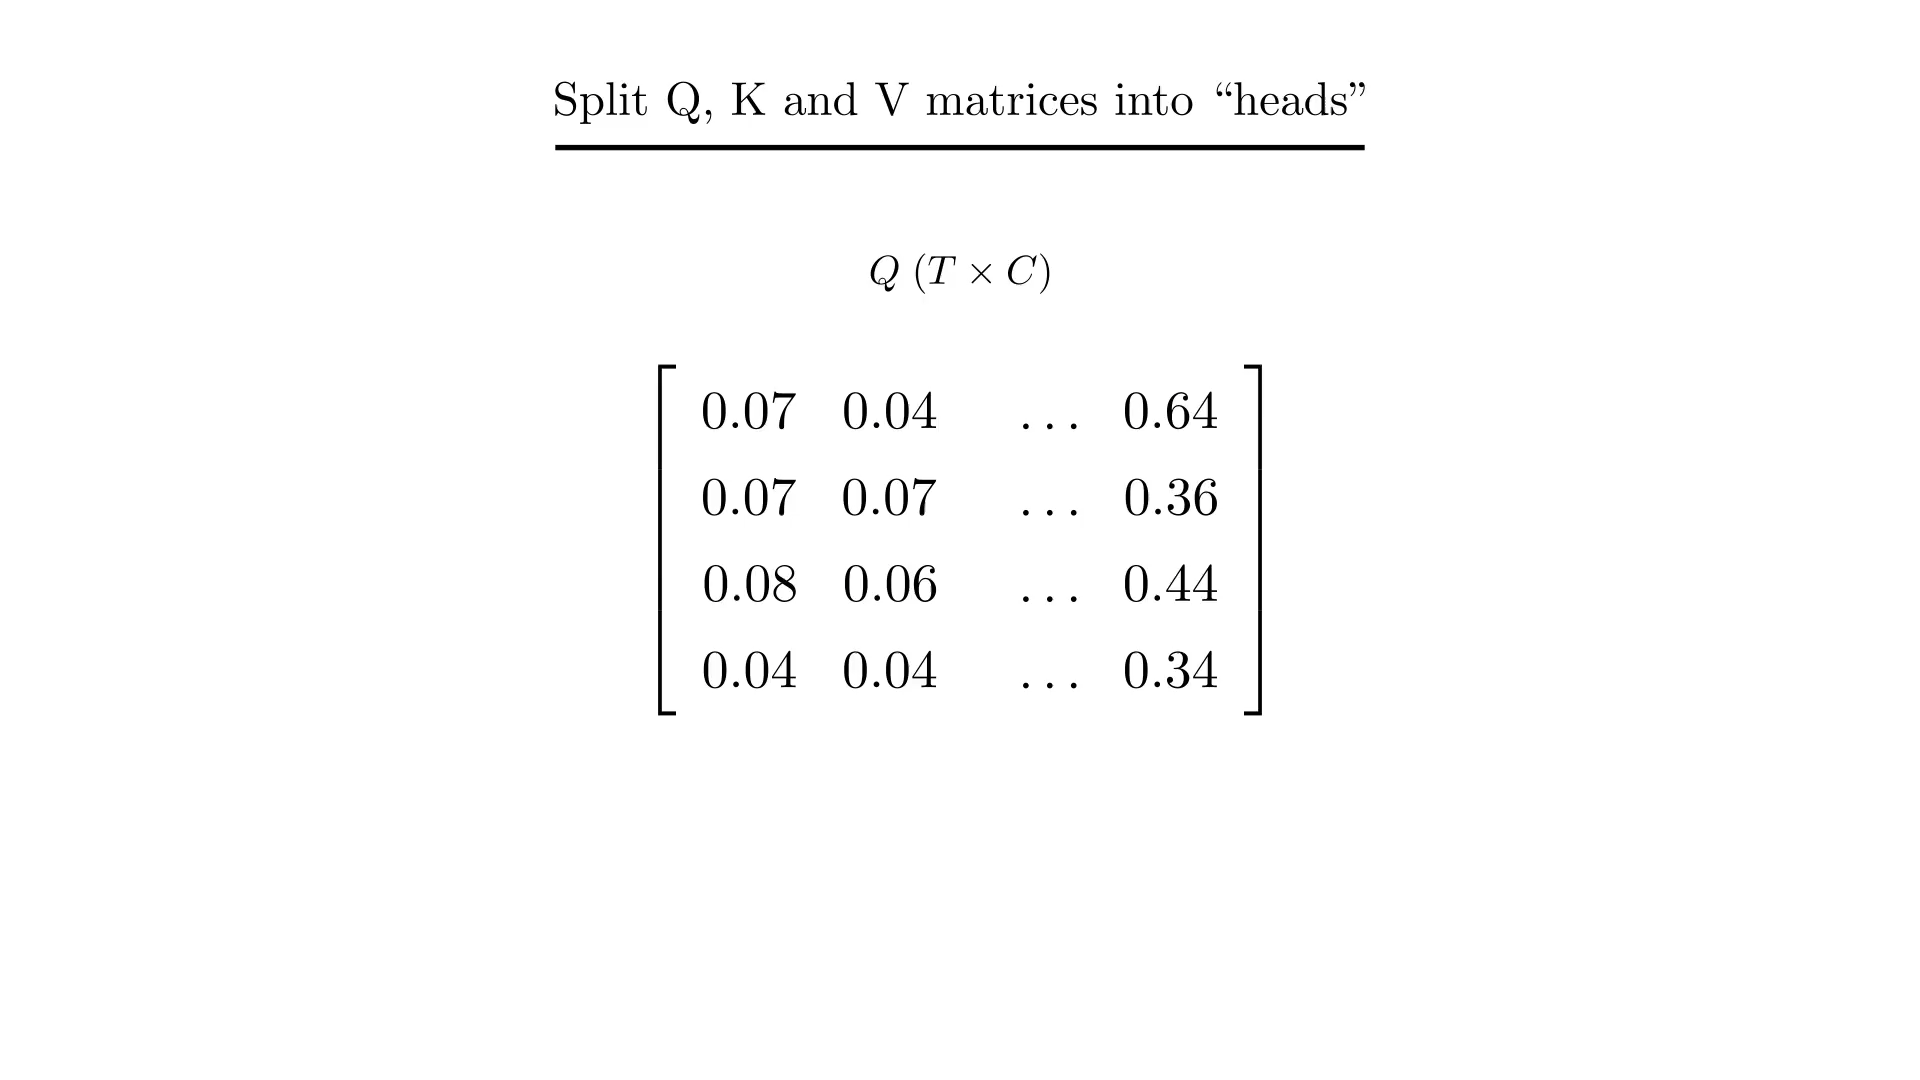 Split Q, K and V matrices into “heads”
Q (T × C)
0.07 0.04 ... 0.64
0.07 0.07 ... 0.36
0.08 0.06 ... 0.44
0.04 0.04 ... 0.34